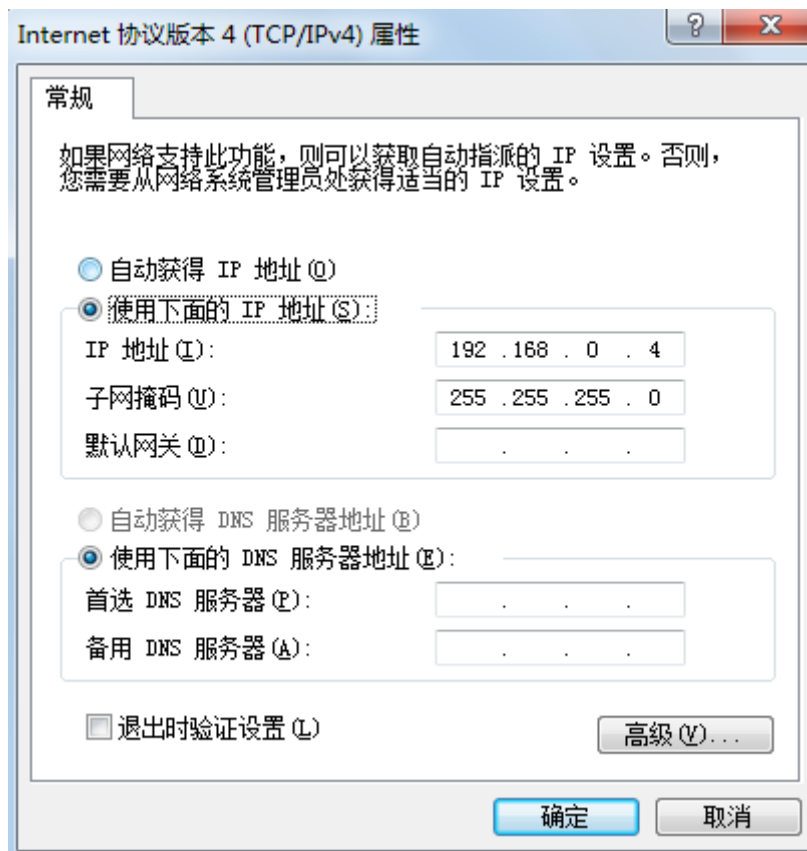 Internet 协议版本 4 (TCP/IPv4) 属性
常规
如果网络支持此功能，则可以获取自动指派的 IP 设置。否则，
您需要从网络系统管理员处获得适当的 IP 设置。
自动获得 IP 地址(O)
使用下面的 IP 地址(S):
IP 地址(I): 192 .168 . 0 . 4
子网掩码(U): 255 .255 .255 . 0
默认网关(D): . . .
自动获得 DNS 服务器地址(B)
使用下面的 DNS 服务器地址(E):
首选 DNS 服务器(P): . . .
备用 DNS 服务器(A): . . .
退出时验证设置(L)
高级(V)...
确定 取消